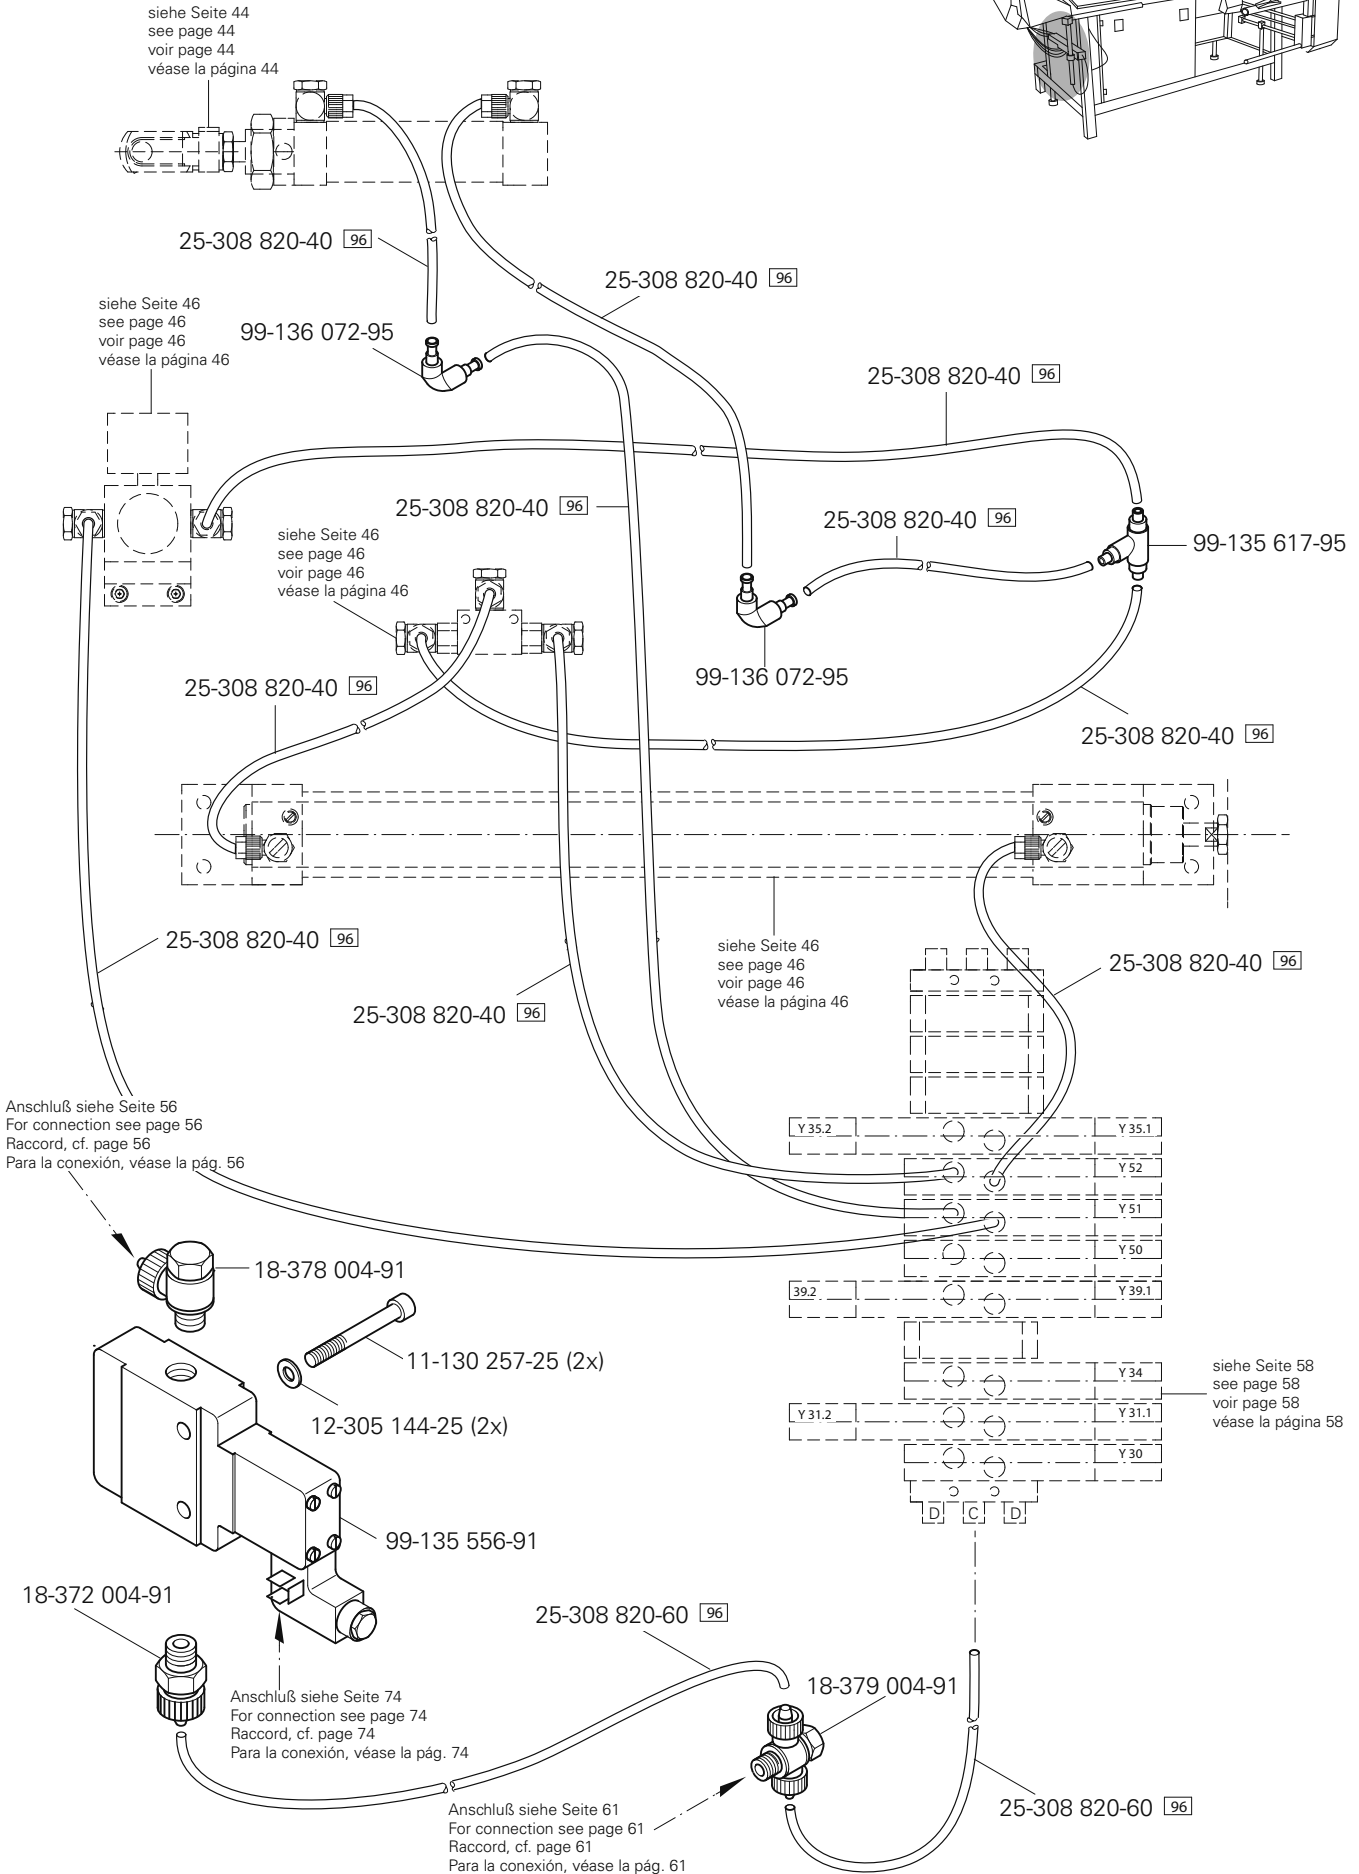 siehe Seite 44
see page 44
voir page 44
véase la página 44
25-308 820-40 96
25-308 820-40 96
siehe Seite 46
see page 46
voir page 46
véase la página 46
99-136 072-95
25-308 820-40 96
25-308 820-40 96
25-308 820-40 96
99-135 617-95
siehe Seite 46
see page 46
voir page 46
véase la página 46
99-136 072-95
25-308 820-40 96
25-308 820-40 96
25-308 820-40 96
siehe Seite 46
see page 46
voir page 46
véase la página 46
25-308 820-40 96
25-308 820-40 96
Anschluß siehe Seite 56
For connection see page 56
Raccord, cf. page 56
Para la conexión, véase la pág. 56
Y 35.2
Y 35.1
Y 52
Y 51
Y 50
39.2
Y 39.1
Y 34
Y 31.2
Y 31.1
Y 30
D C D
siehe Seite 58
see page 58
voir page 58
véase la página 58
18-378 004-91
11-130 257-25 (2x)
12-305 144-25 (2x)
99-135 556-91
18-372 004-91
25-308 820-60 96
18-379 004-91
Anschluß siehe Seite 74
For connection see page 74
Raccord, cf. page 74
Para la conexión, véase la pág. 74
25-308 820-60 96
Anschluß siehe Seite 61
For connection see page 61
Raccord, cf. page 61
Para la conexión, véase la pág. 61